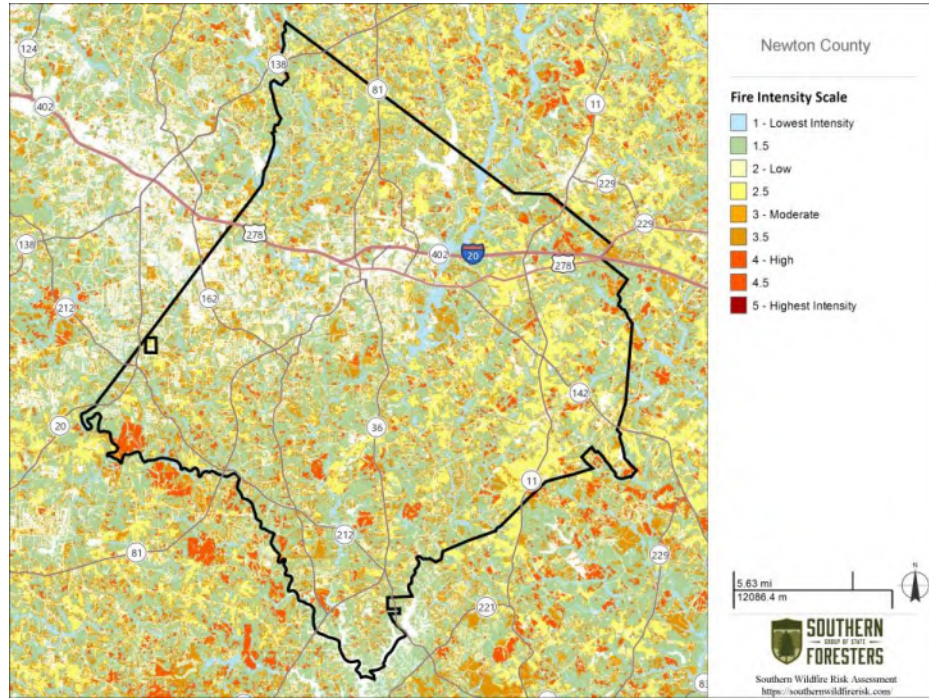 Newton County
Fire Intensity Scale
1 - Lowest Intensity
1.5
2 - Low
2.5
3 - Moderate
3.5
4 - High
4.5
5 - Highest Intensity
5.63 mi
12086.4 m
N
SOUTHERN
GROUP OF STATE
FORESTERS
Southern Wildfire Risk Assessment
https://southernwildfirerisk.com/
124
138
81
402
11
229
229
278
138
402
20
278
162
212
142
20
36
11
212
81
229
221
83